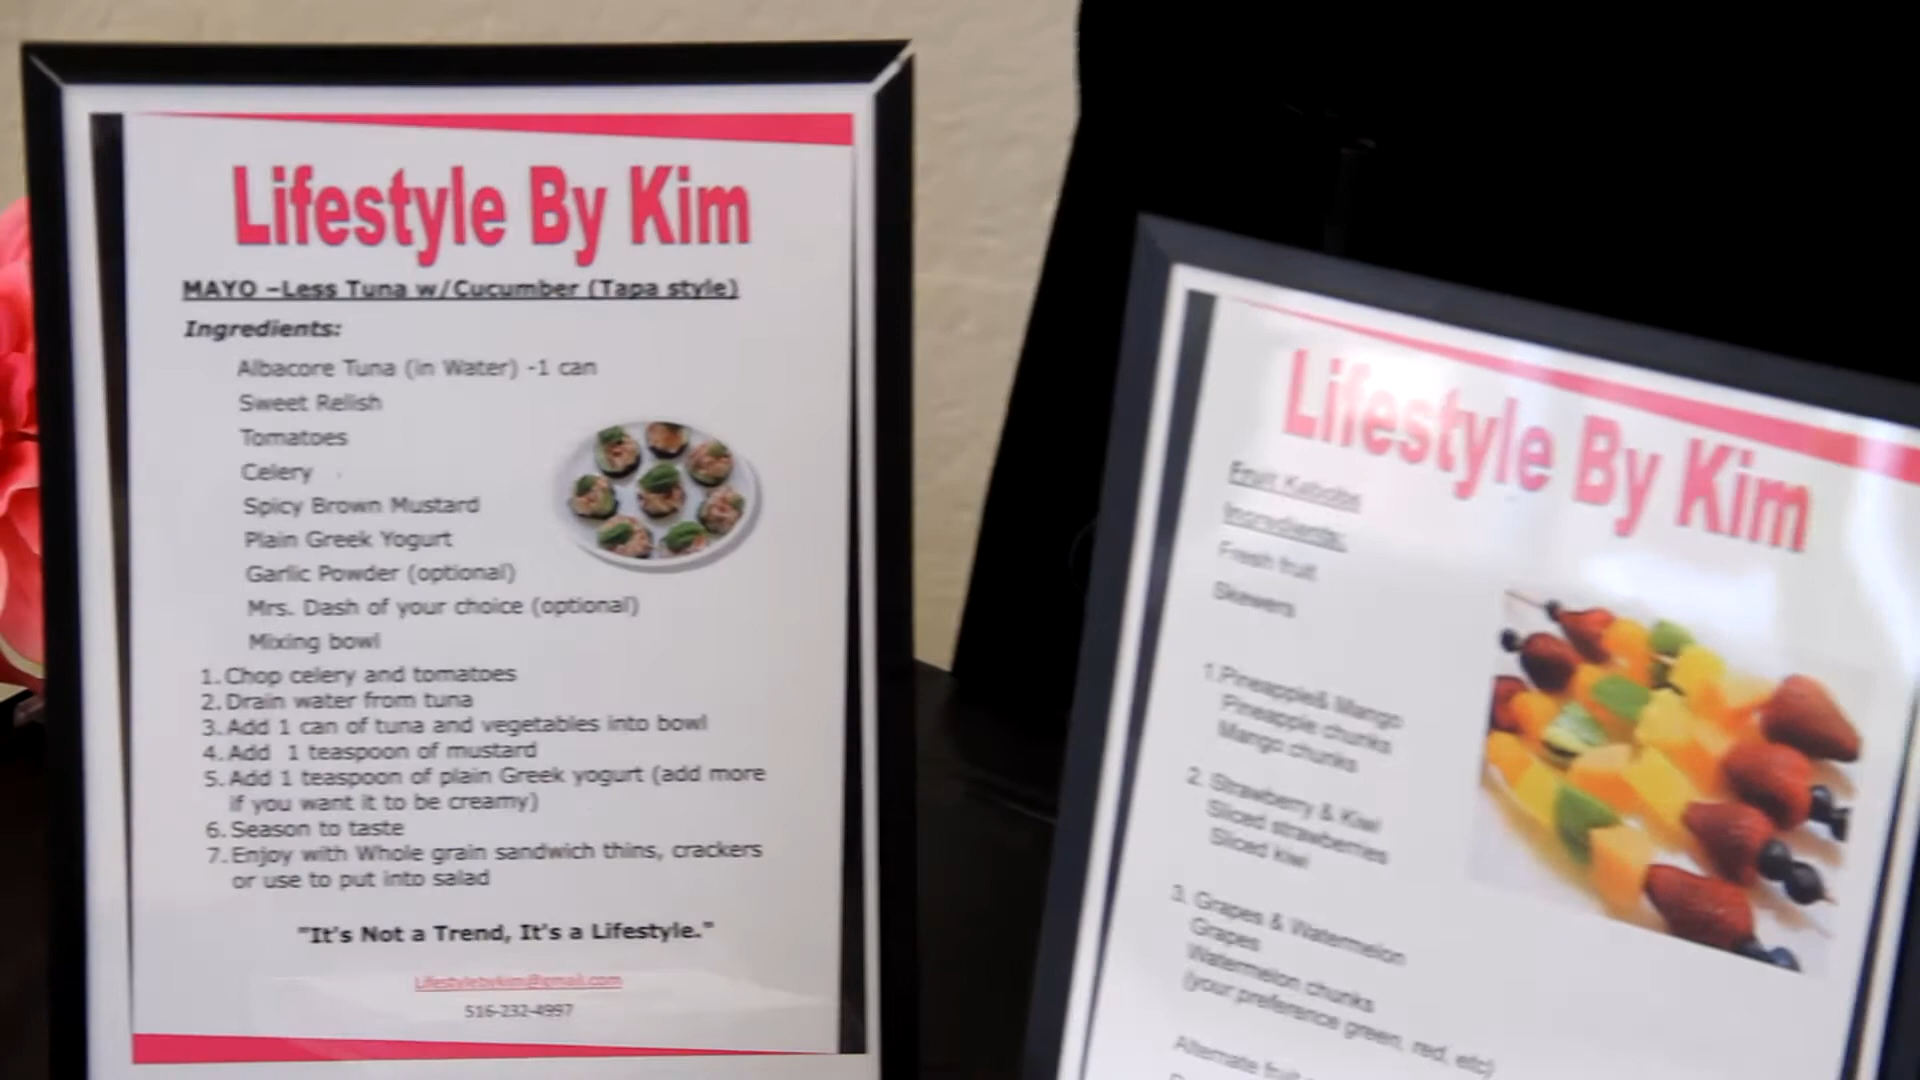 Lifestyle By Kim
MAYO –Less Tuna w/Cucumber (Tapa style)
Ingredients:
Albacore Tuna (in Water) -1 can
Sweet Relish
Tomatoes
Celery
Spicy Brown Mustard
Plain Greek Yogurt
Garlic Powder (optional)
Mrs. Dash of your choice (optional)
Mixing bowl
1. Chop celery and tomatoes
2. Drain water from tuna
3. Add 1 can of tuna and vegetables into bowl
4. Add 1 teaspoon of mustard
5. Add 1 teaspoon of plain Greek yogurt (add more
if you want it to be creamy)
6. Season to taste
7. Enjoy with Whole grain sandwich thins, crackers
or use to put into salad
"It's Not a Trend, It's a Lifestyle."
Lifestylebykim@gmail.com
516-232-4997
Lifestyle By Kim
Fruit Kabobs
Ingredients:
Fresh fruit
Skewers
1.Pineapple& Mango
Pineapple chunks
Mango chunks
2. Strawberry & Kiwi
Sliced strawberries
Sliced kiwi
3. Grapes & Watermelon
Grapes
Watermelon chunks
(your preference green, red, etc)
Alternate fruit